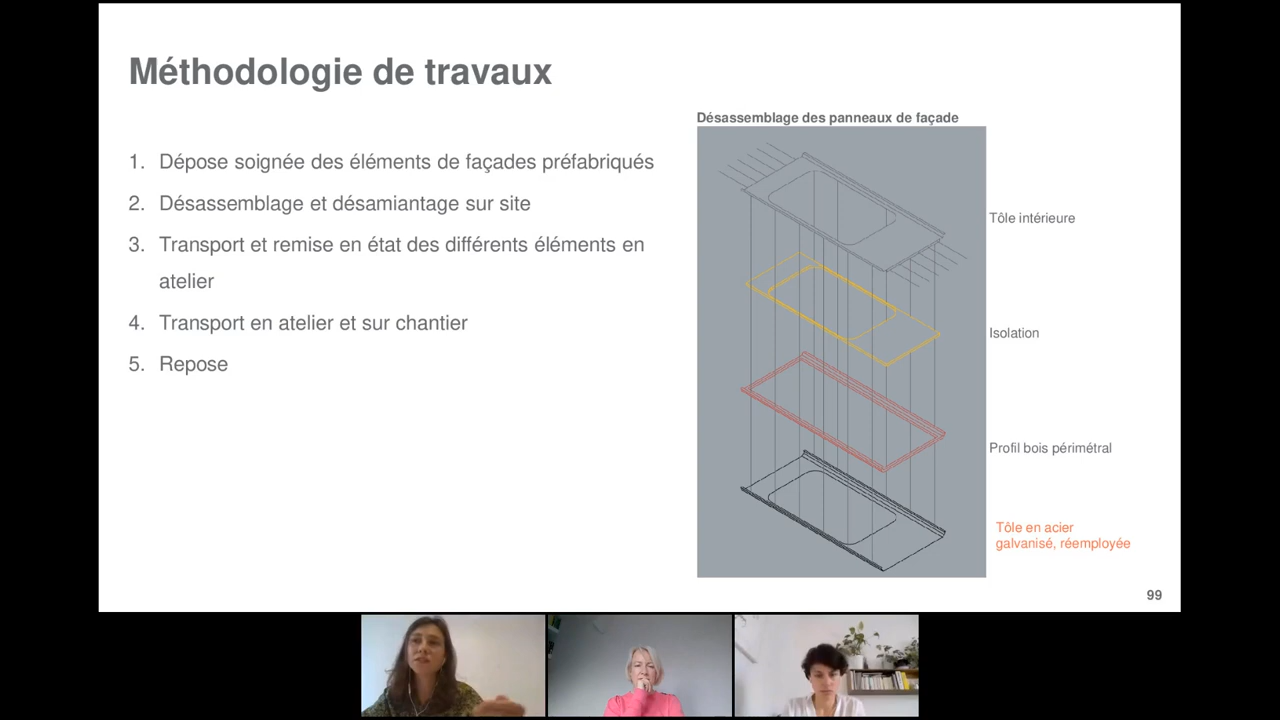 Méthodologie de travaux
1. Dépose soignée des éléments de façades préfabriqués
2. Désassemblage et désamiantage sur site
3. Transport et remise en état des différents éléments en
atelier
4. Transport en atelier et sur chantier
5. Repose
Désassemblage des panneaux de façade
Tôle intérieure
Isolation
Profil bois périmétral
Tôle en acier
galvanisé, réemployée
99